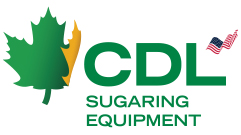 CDL
SUGARING
EQUIPMENT